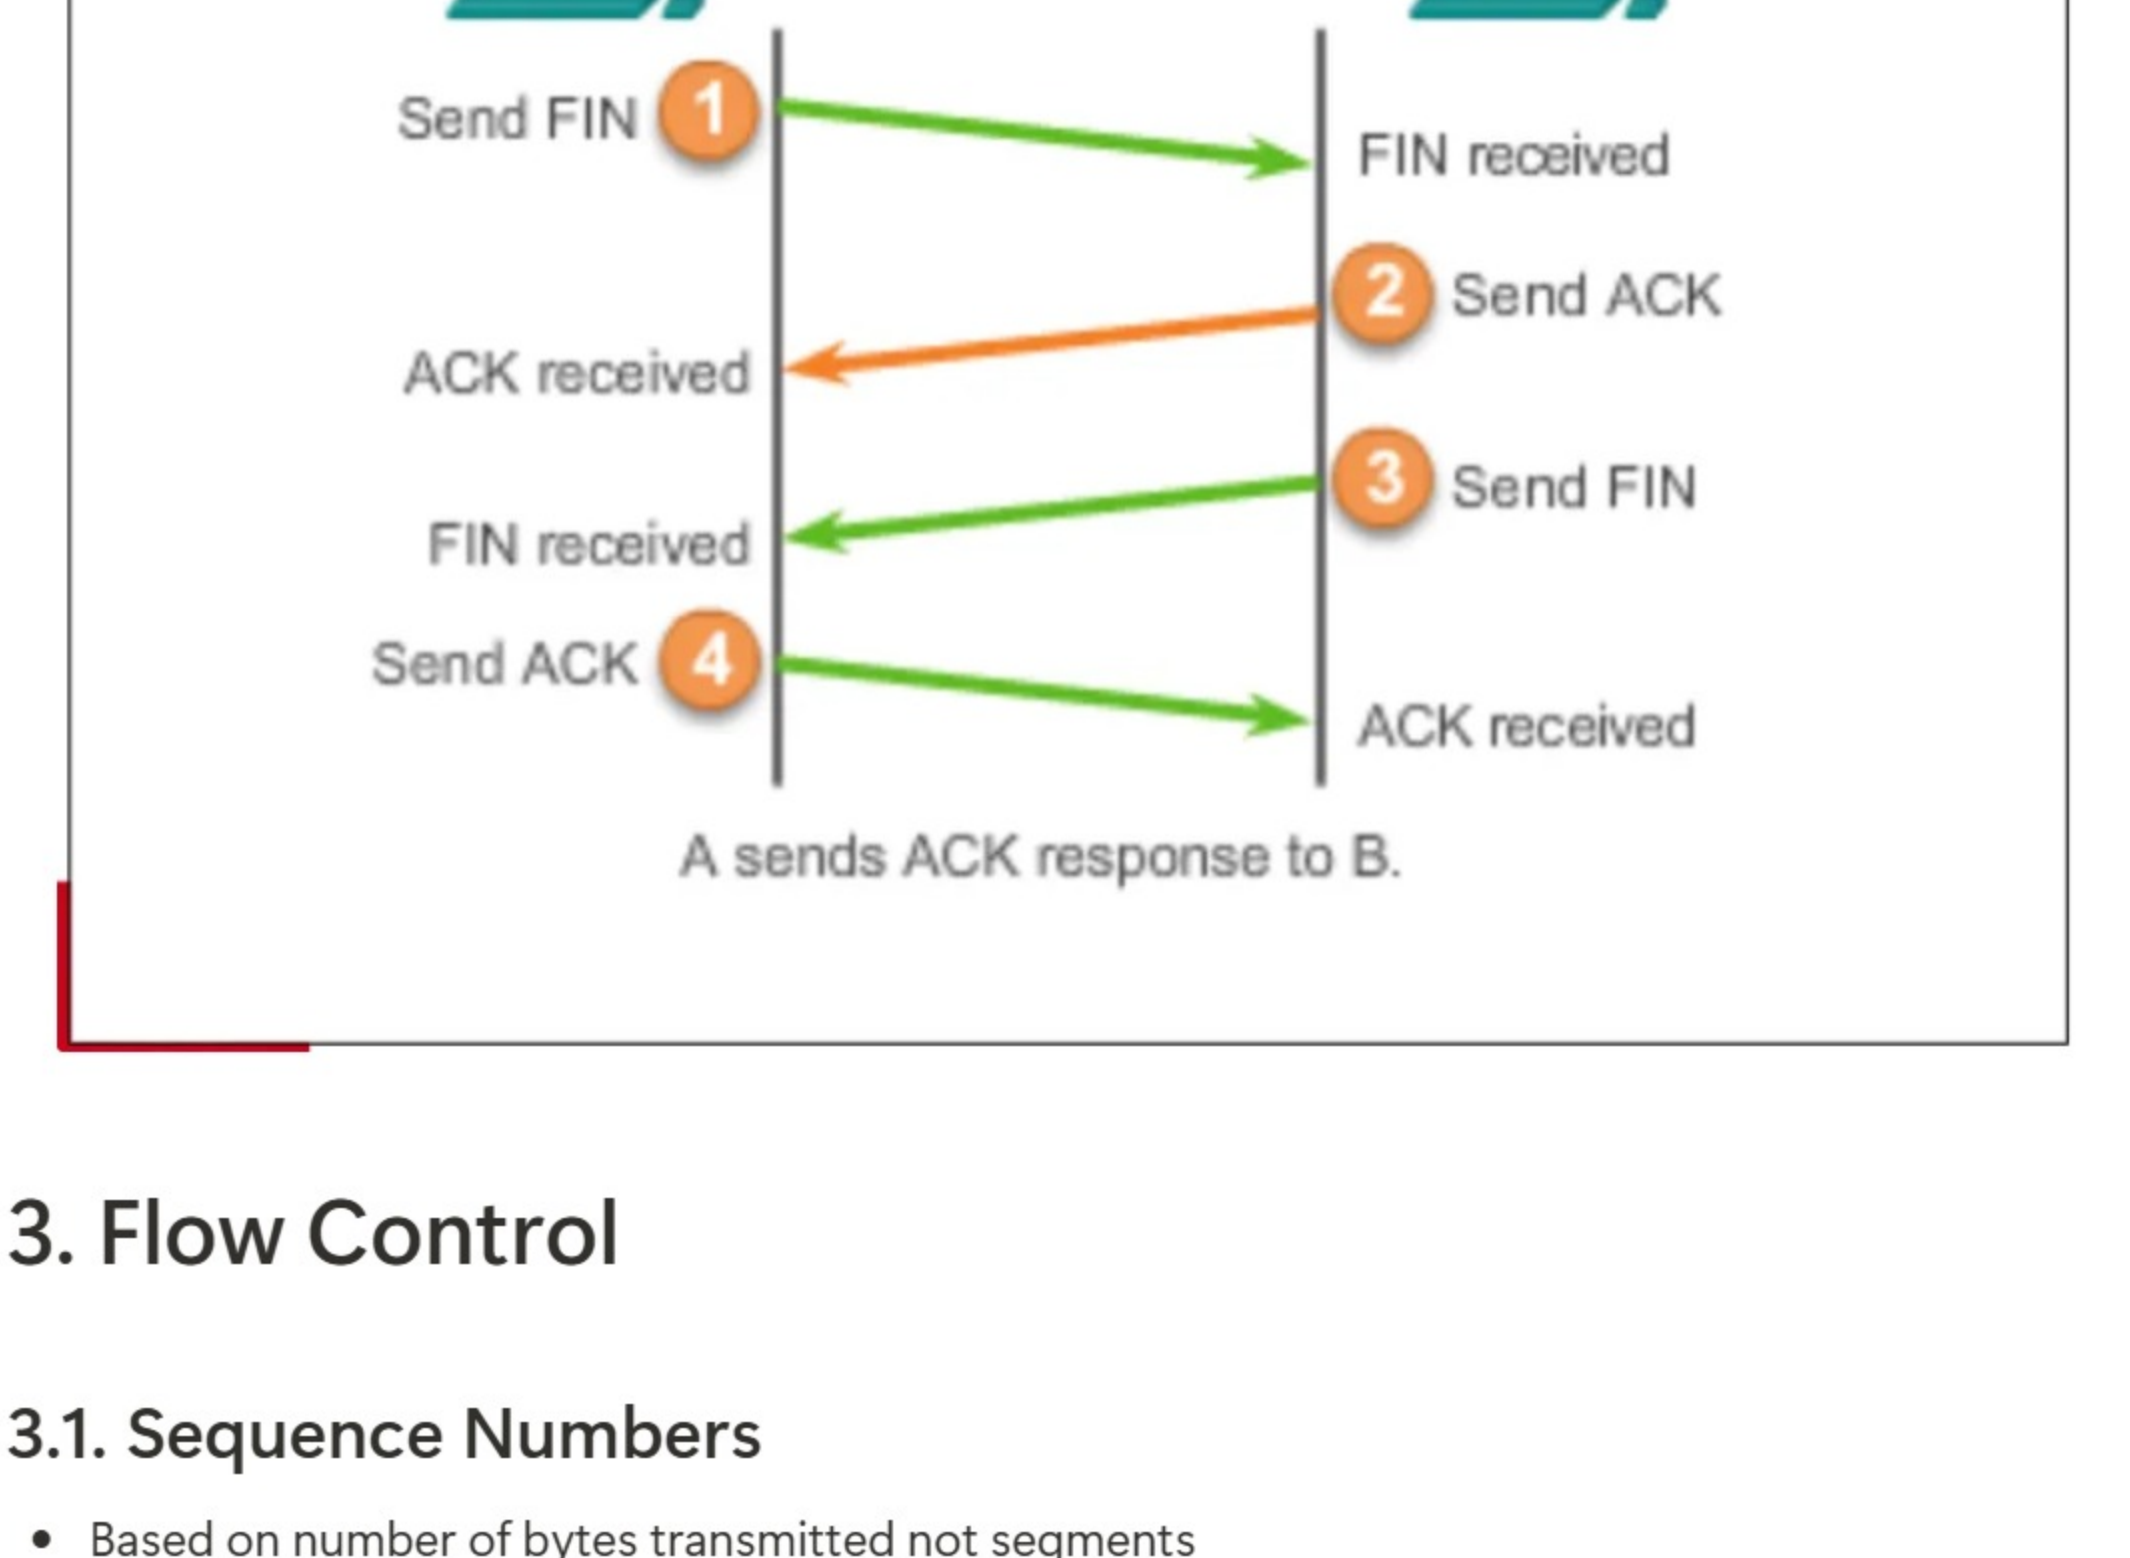 Send FIN 1
FIN received
2 Send ACK
ACK received
3 Send FIN
FIN received
Send ACK 4
ACK received
A sends ACK response to B.
3. Flow Control
3.1. Sequence Numbers
• Based on number of bytes transmitted not segments